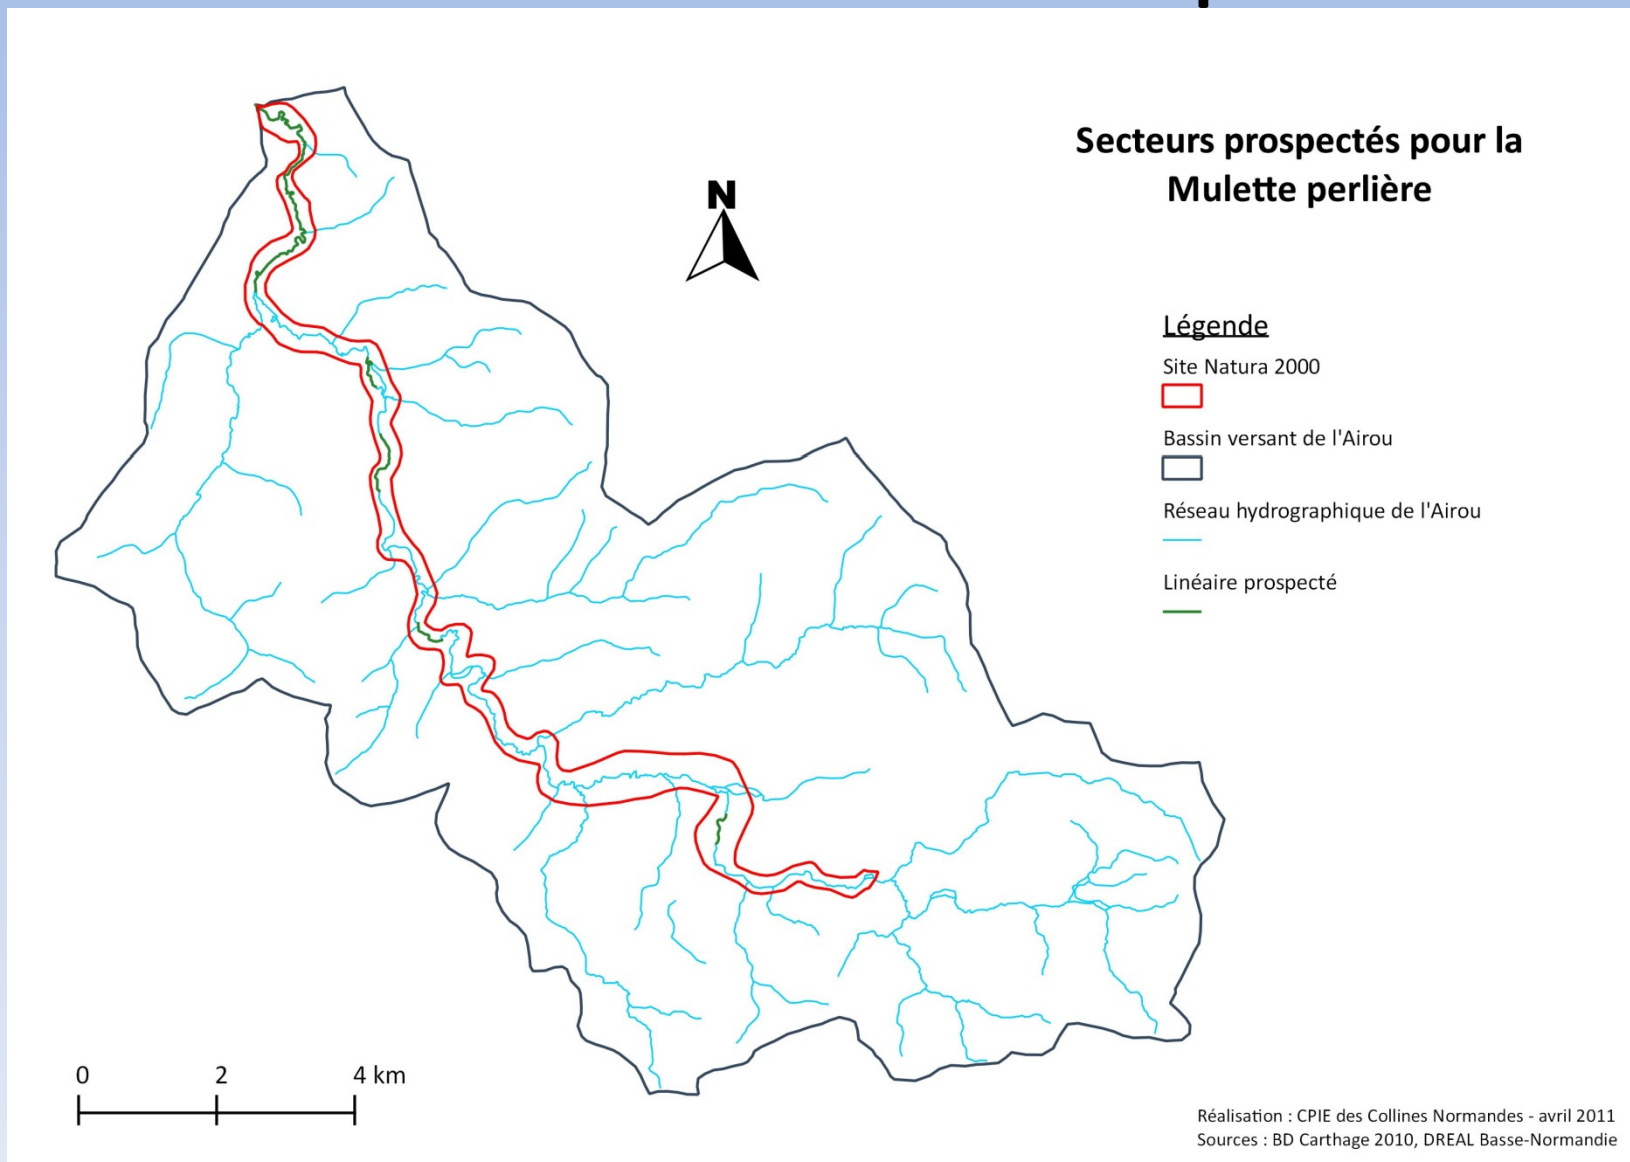 Secteurs prospectés pour la
Mulette perlière
N
Légende
Site Natura 2000
Bassin versant de l'Airou
Réseau hydrographique de l'Airou
Linéaire prospecté
0 2 4 km
Réalisation : CPIE des Collines Normandes - avril 2011
Sources : BD Carthage 2010, DREAL Basse-Normandie